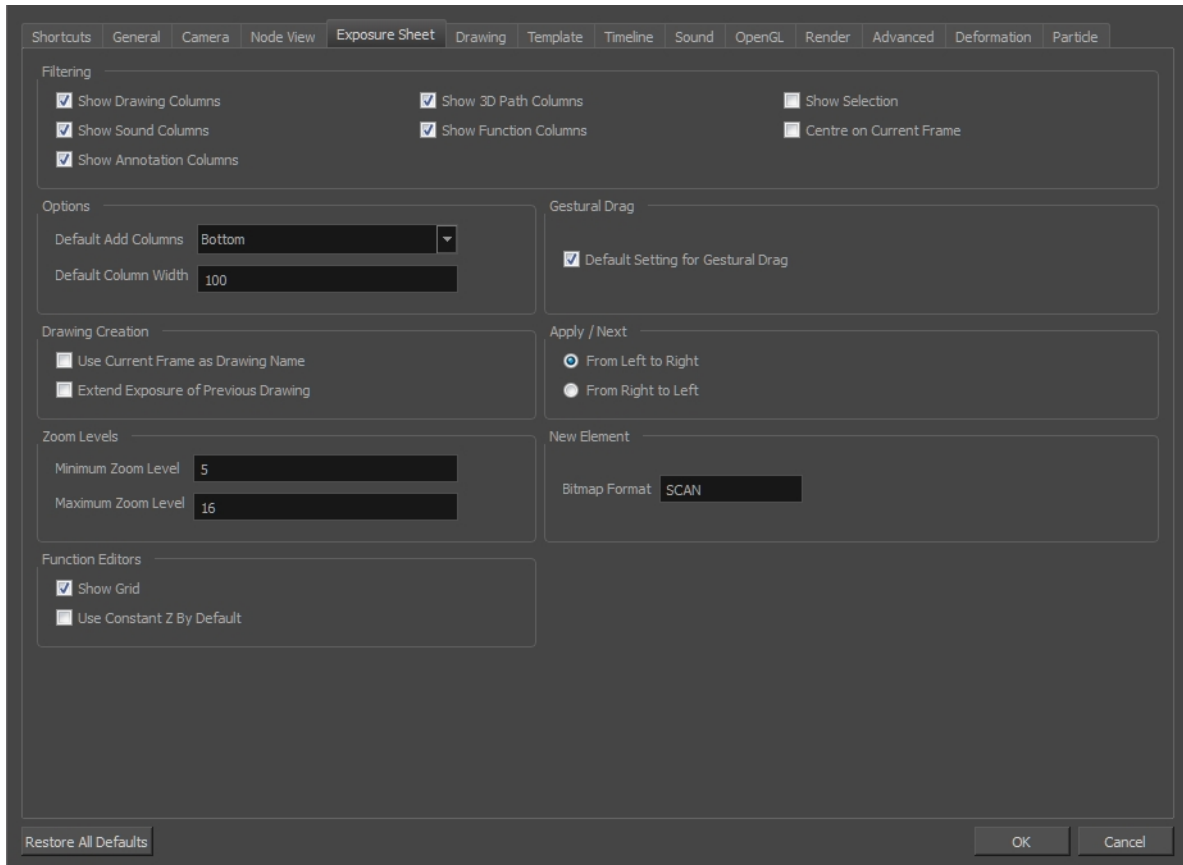 Shortcuts General Camera Node View Exposure Sheet Drawing Template Timeline Sound OpenGL Render Advanced Deformation Particle
Filtering
Show Drawing Columns Show 3D Path Columns Show Selection
Show Sound Columns Show Function Columns Centre on Current Frame
Show Annotation Columns
Options
Default Add Columns Bottom
Default Column Width 100
Gestural Drag
Default Setting for Gestural Drag
Drawing Creation
Use Current Frame as Drawing Name
Extend Exposure of Previous Drawing
Apply / Next
From Left to Right
From Right to Left
Zoom Levels
Minimum Zoom Level 5
Maximum Zoom Level 16
New Element
Bitmap Format SCAN
Function Editors
Show Grid
Use Constant Z By Default
Restore All Defaults OK Cancel